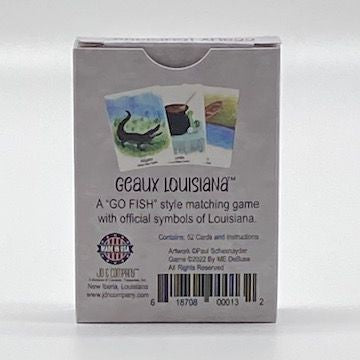 Geaux Louisiana™
A "GO FISH" style matching game
with official symbols of Louisiana.
Contains: 52 Cards and Instructions
Artwork ©Paul Schexnayder
Game ©2022 By ME DeBlase
All Rights Reserved
MADE IN USA
JD & COMPANY™
New Iberia, Louisiana
www.jdncompany.com
6 18708 00013 2